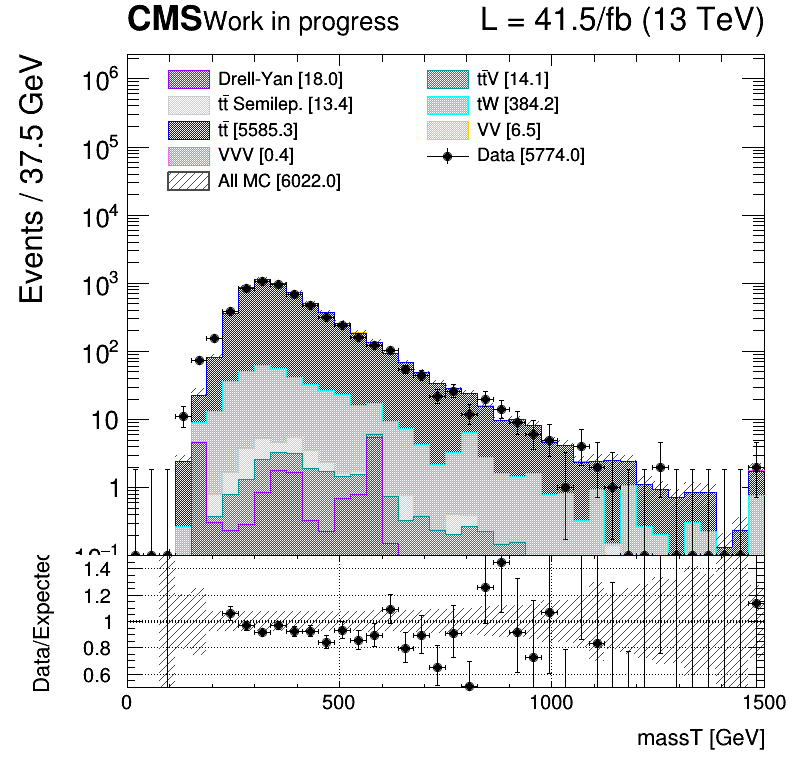 CMS Work in progress L = 41.5/fb (13 TeV)
Events / 37.5 GeV
Drell-Yan [18.0]
tt̄ Semilep. [13.4]
tt̄ [5585.3]
VVV [0.4]
All MC [6022.0]
tt̄V [14.1]
tW [384.2]
VV [6.5]
Data [5774.0]
10⁶
10⁵
10⁴
10³
10²
10
1
10⁻¹
Data/Expected
1.4
1.2
1
0.8
0.6
0 500 1000 1500
massT [GeV]